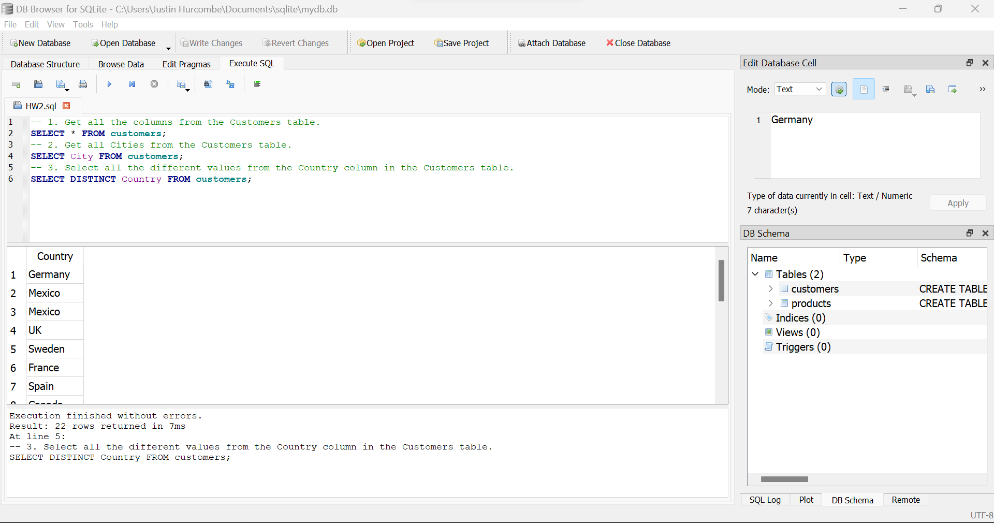 DB Browser for SQLite - C:\Users\Justin Hurcombe\Documents\sqlite\mydb.db
File Edit View Tools Help
New Database Open Database Write Changes Revert Changes Open Project Save Project Attach Database Close Database
Database Structure Browse Data Edit Pragmas Execute SQL
HW2.sql
1 -- 1. Get all the columns from the Customers table.
2 SELECT * FROM customers;
3 -- 2. Get all Cities from the Customers table.
4 SELECT City FROM customers;
5 -- 3. Select all the different values from the Country column in the Customers table.
6 SELECT DISTINCT Country FROM customers;
Country
1 Germany
2 Mexico
3 Mexico
4 UK
5 Sweden
6 France
7 Spain
Execution finished without errors.
Result: 22 rows returned in 7ms
At line 5:
-- 3. Select all the different values from the Country column in the Customers table.
SELECT DISTINCT Country FROM customers;
Edit Database Cell
Mode: Text
1 Germany
Type of data currently in cell: Text / Numeric
7 character(s)
Apply
DB Schema
Name Type Schema
Tables (2)
customers CREATE TABLE
products CREATE TABLE
Indices (0)
Views (0)
Triggers (0)
SQL Log Plot DB Schema Remote
UTF-8